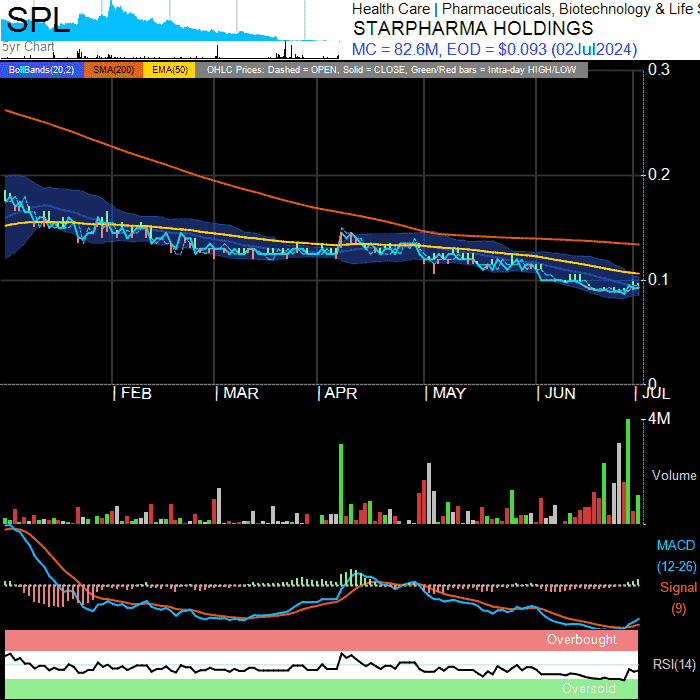 SPL
5yr Chart
Health Care | Pharmaceuticals, Biotechnology & Life S
STARPHARMA HOLDINGS
MC = 82.6M, EOD = $0.093 (02Jul2024)
BollBands(20,2) SMA(200) EMA(50) OHLC Prices: Dashed = OPEN, Solid = CLOSE, Green/Red bars = Intra-day HIGH/LOW
0.3
0.2
0.1
0
FEB MAR APR MAY JUN JUL
4M
Volume
MACD
(12-26)
Signal
(9)
Overbought
RSI(14)
Oversold